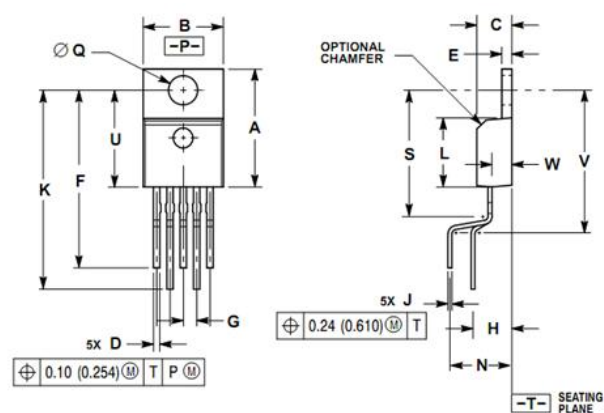 B
-P-
Ø Q
A
U
F
K
G
5X D
⌖ 0.10 (0.254) Ⓜ T P Ⓜ
C
E
OPTIONAL
CHAMFER
S
L
W
V
5X J
⌖ 0.24 (0.610) Ⓜ T
H
N
-T-
SEATING
PLANE